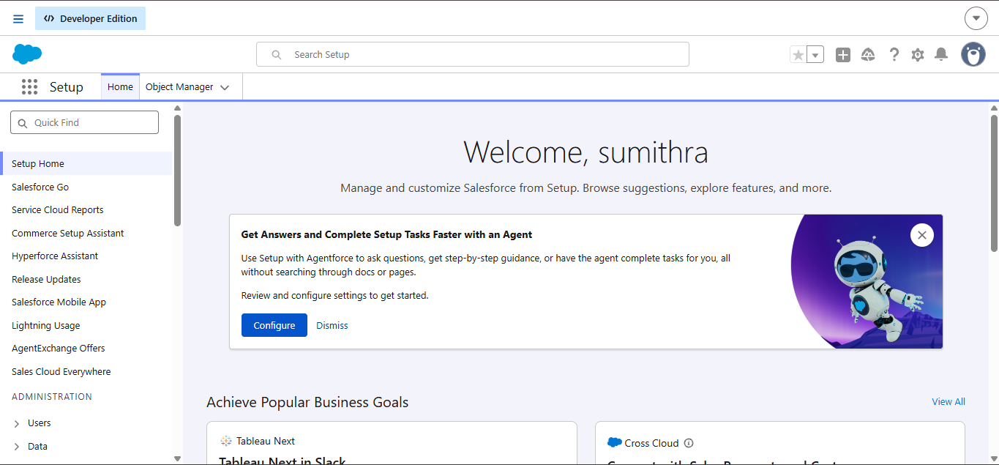 Developer Edition
Search Setup
Setup
Home
Object Manager
Quick Find
Setup Home
Salesforce Go
Service Cloud Reports
Commerce Setup Assistant
Hyperforce Assistant
Release Updates
Salesforce Mobile App
Lightning Usage
AgentExchange Offers
Sales Cloud Everywhere
ADMINISTRATION
Users
Data
Welcome, sumithra
Manage and customize Salesforce from Setup. Browse suggestions, explore features, and more.
Get Answers and Complete Setup Tasks Faster with an Agent
Use Setup with Agentforce to ask questions, get step-by-step guidance, or have the agent complete tasks for you, all
without searching through docs or pages.
Review and configure settings to get started.
Configure
Dismiss
Achieve Popular Business Goals
View All
Tableau Next
Tableau Next in Slack
Cross Cloud